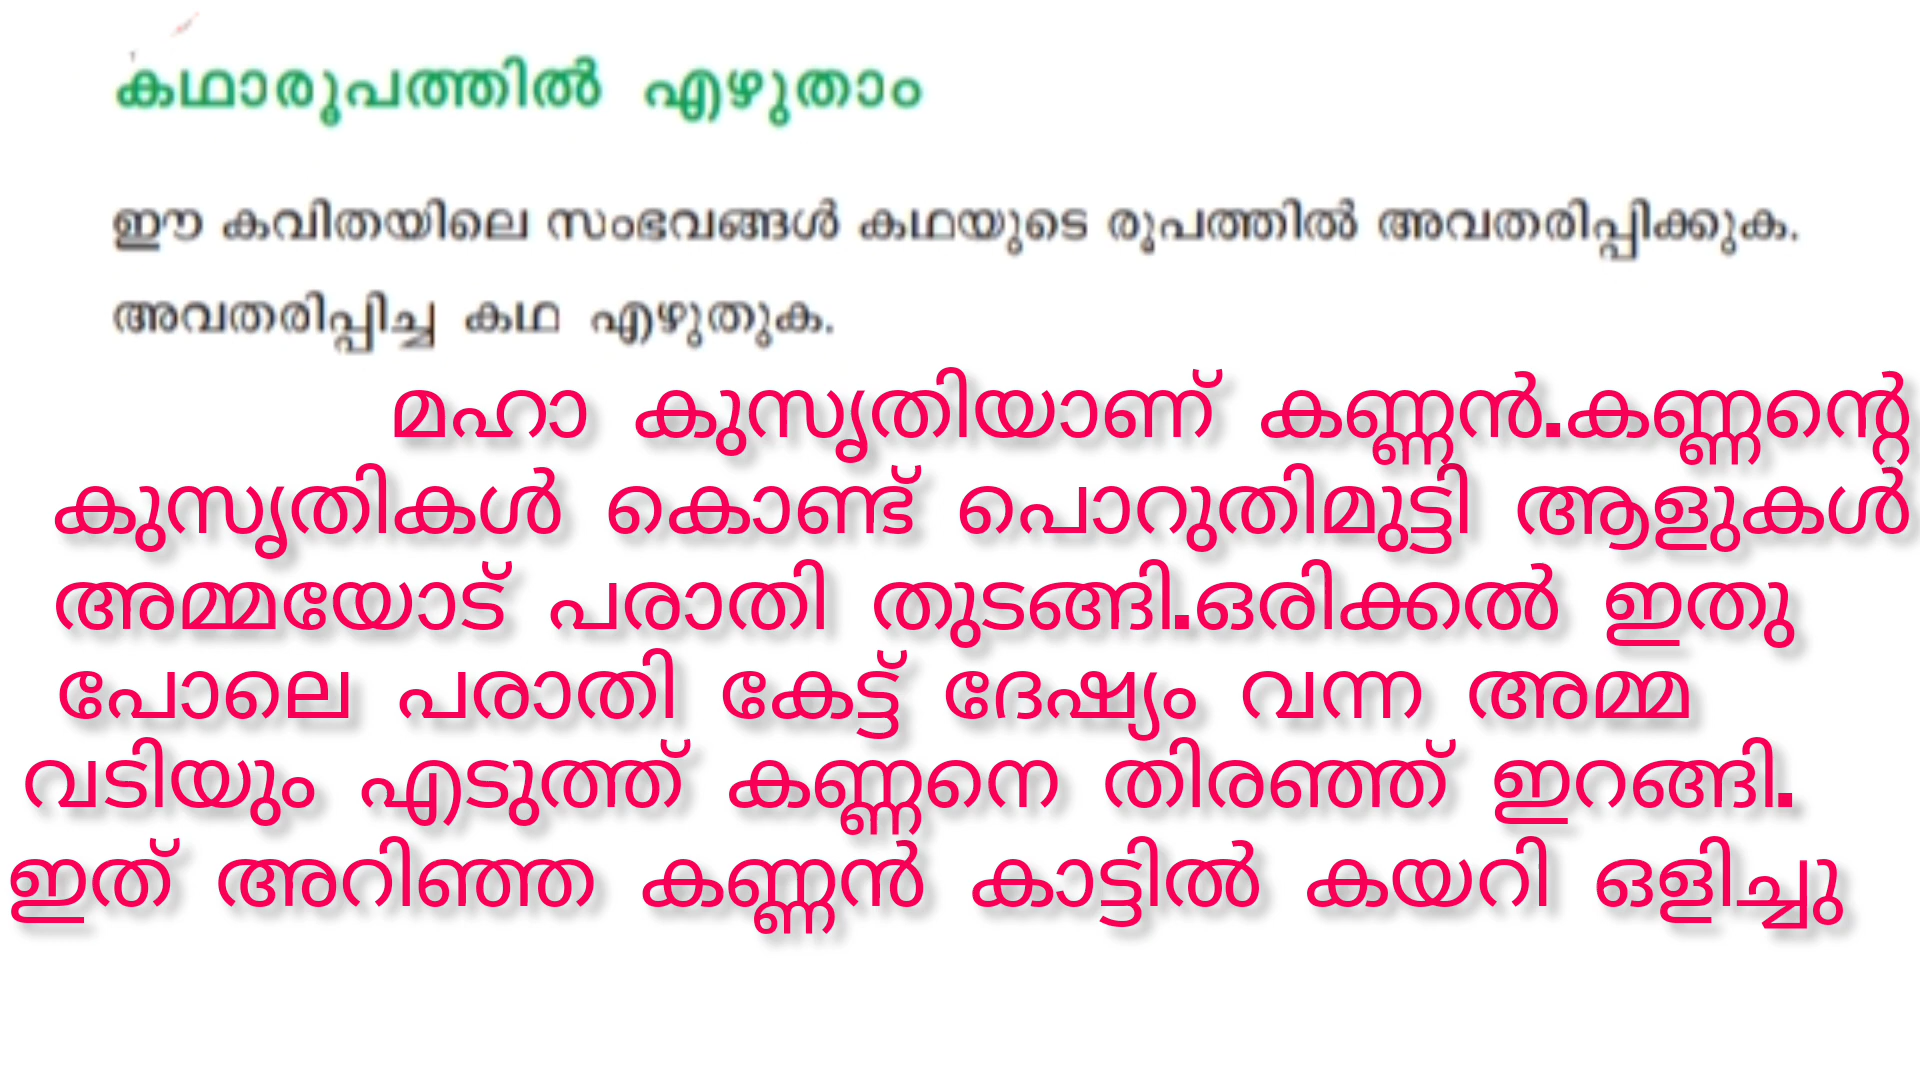 കഥാരൂപത്തിൽ എഴുതാം
ഈ കവിതയിലെ സംഭവങ്ങൾ കഥയുടെ രൂപത്തിൽ അവതരിപ്പിക്കുക.
അവതരിപ്പിച്ച കഥ എഴുതുക.
മഹാ കുസൃതിയാണ് കണ്ണൻ.കണ്ണന്റെ
കുസൃതികൾ കൊണ്ട് പൊറുതിമുട്ടി ആളുകൾ
അമ്മയോട് പരാതി തുടങ്ങി.ഒരിക്കൽ ഇതു
പോലെ പരാതി കേട്ട് ദേഷ്യം വന്ന അമ്മ
വടിയും എടുത്ത് കണ്ണനെ തിരഞ്ഞ് ഇറങ്ങി.
ഇത് അറിഞ്ഞ കണ്ണൻ കാട്ടിൽ കയറി ഒളിച്ചു